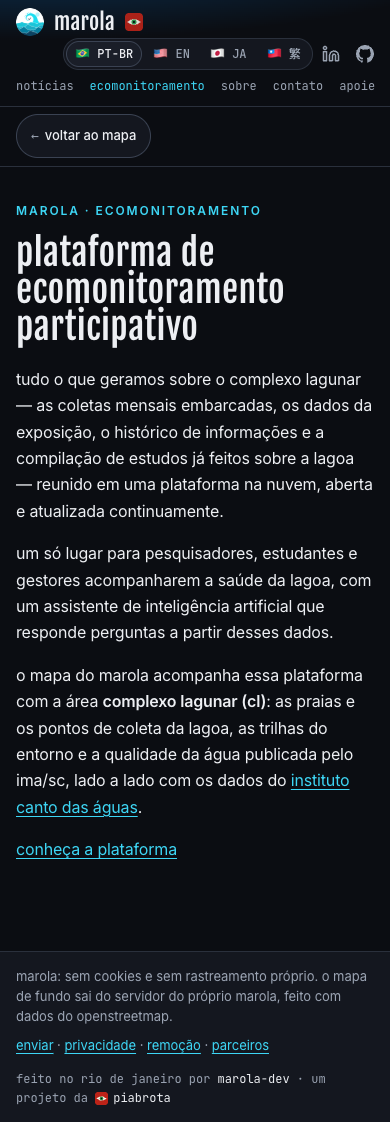 marola
PT-BR EN JA 繁
notícias ecomonitoramento sobre contato apoie
← voltar ao mapa
MAROLA · ECOMONITORAMENTO
plataforma de
ecomonitoramento
participativo
tudo o que geramos sobre o complexo lagunar
— as coletas mensais embarcadas, os dados da
exposição, o histórico de informações e a
compilação de estudos já feitos sobre a lagoa
— reunido em uma plataforma na nuvem, aberta
e atualizada continuamente.
um só lugar para pesquisadores, estudantes e
gestores acompanharem a saúde da lagoa, com
um assistente de inteligência artificial que
responde perguntas a partir desses dados.
o mapa do marola acompanha essa plataforma
com a área complexo lagunar (cl): as praias e
os pontos de coleta da lagoa, as trilhas do
entorno e a qualidade da água publicada pelo
ima/sc, lado a lado com os dados do instituto
canto das águas.
conheça a plataforma
marola: sem cookies e sem rastreamento próprio. o mapa
de fundo sai do servidor do próprio marola, feito com
dados do openstreetmap.
enviar · privacidade · remoção · parceiros
feito no rio de janeiro por marola-dev · um
projeto da piabrota